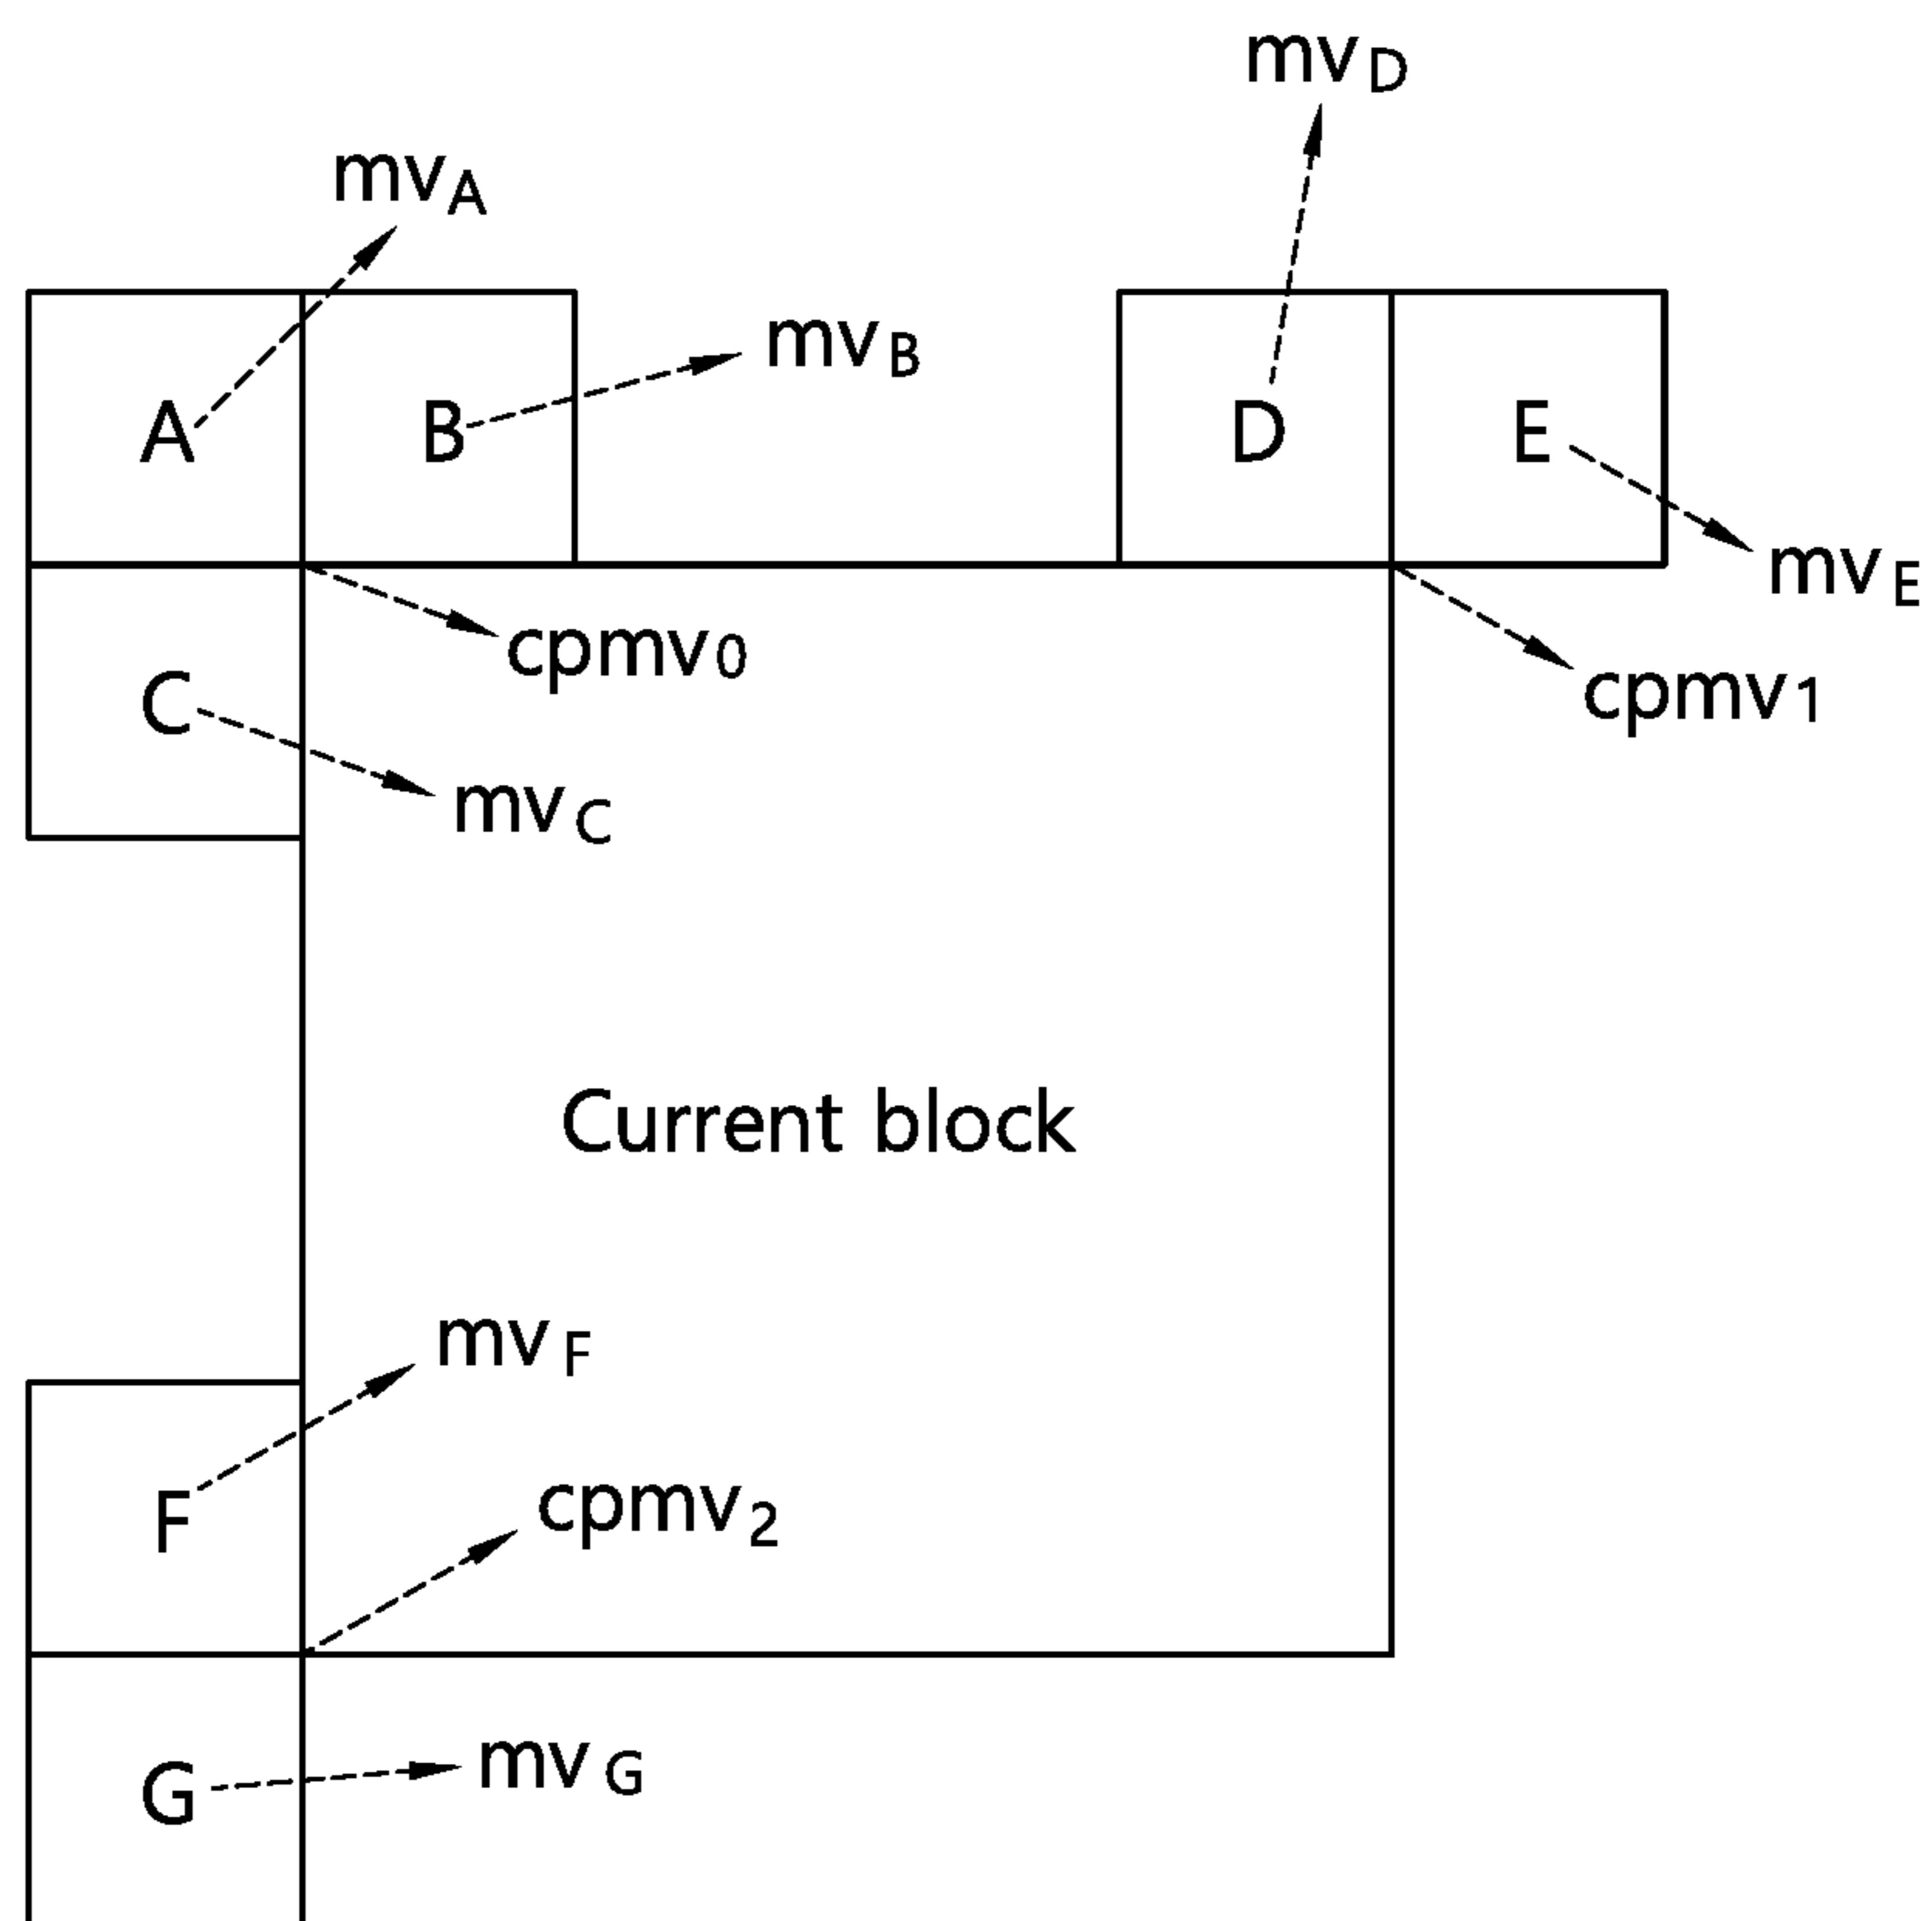 mvD
mvA
mvB
A
B
D
E
mvE
cpmv0
cpmv1
C
mvC
Current block
mvF
F
cpmv2
G
mvG